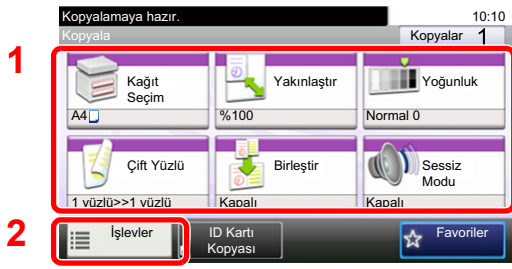 Kopyalamaya hazır. 10:10
Kopyala Kopyalar 1
1
Kağıt Seçim
A4
Yakınlaştır
%100
Yoğunluk
Normal 0
Çift Yüzlü
1 yüzlü>>1 yüzlü
Birleştir
Kapalı
Sessiz Modu
Kapalı
2
İşlevler
ID Kartı
Kopyası
Favoriler